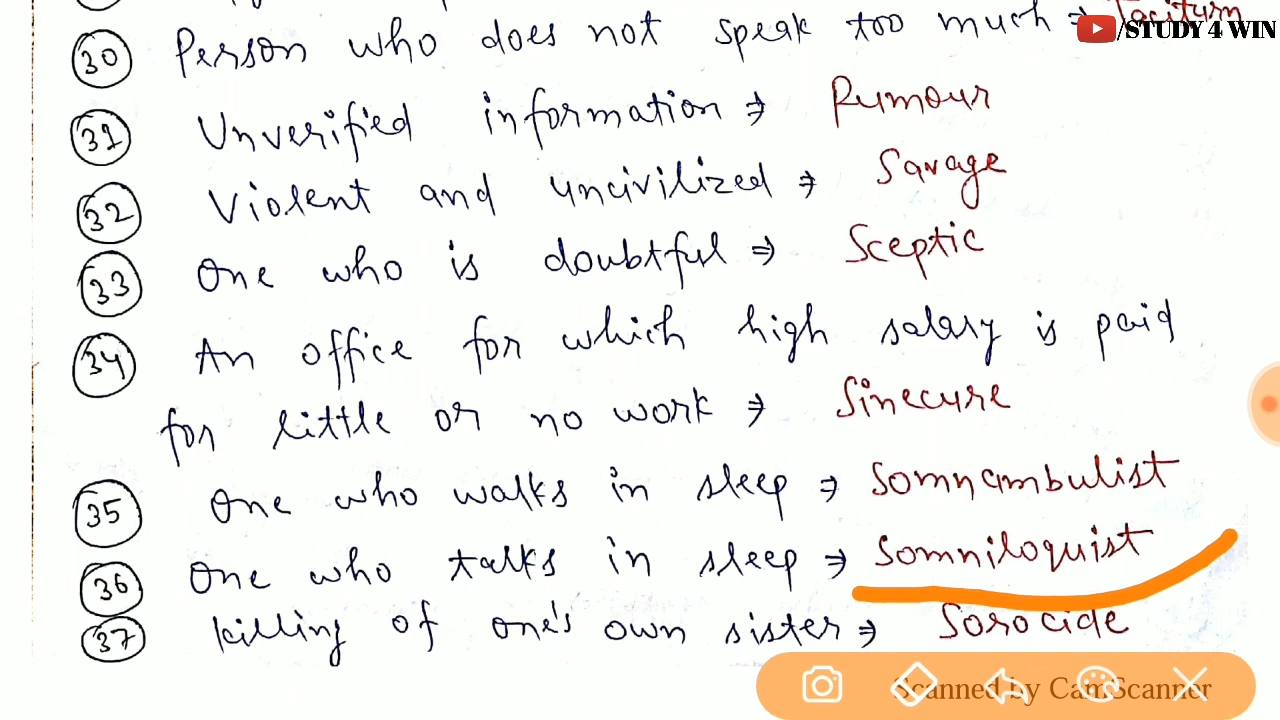 30 Person who does not speak too much ⇒ Taciturn
/STUDY 4 WIN
31 Unverified information ⇒ Rumour
32 Violent and uncivilized ⇒ Savage
33 One who is doubtful ⇒ Sceptic
34 An office for which high salary is paid
for little or no work ⇒ Sinecure
35 One who walks in sleep ⇒ Somnambulist
36 One who talks in sleep ⇒ Somniloquist
37 killing of one's own sister ⇒ Sorocide
Scanned by CamScanner